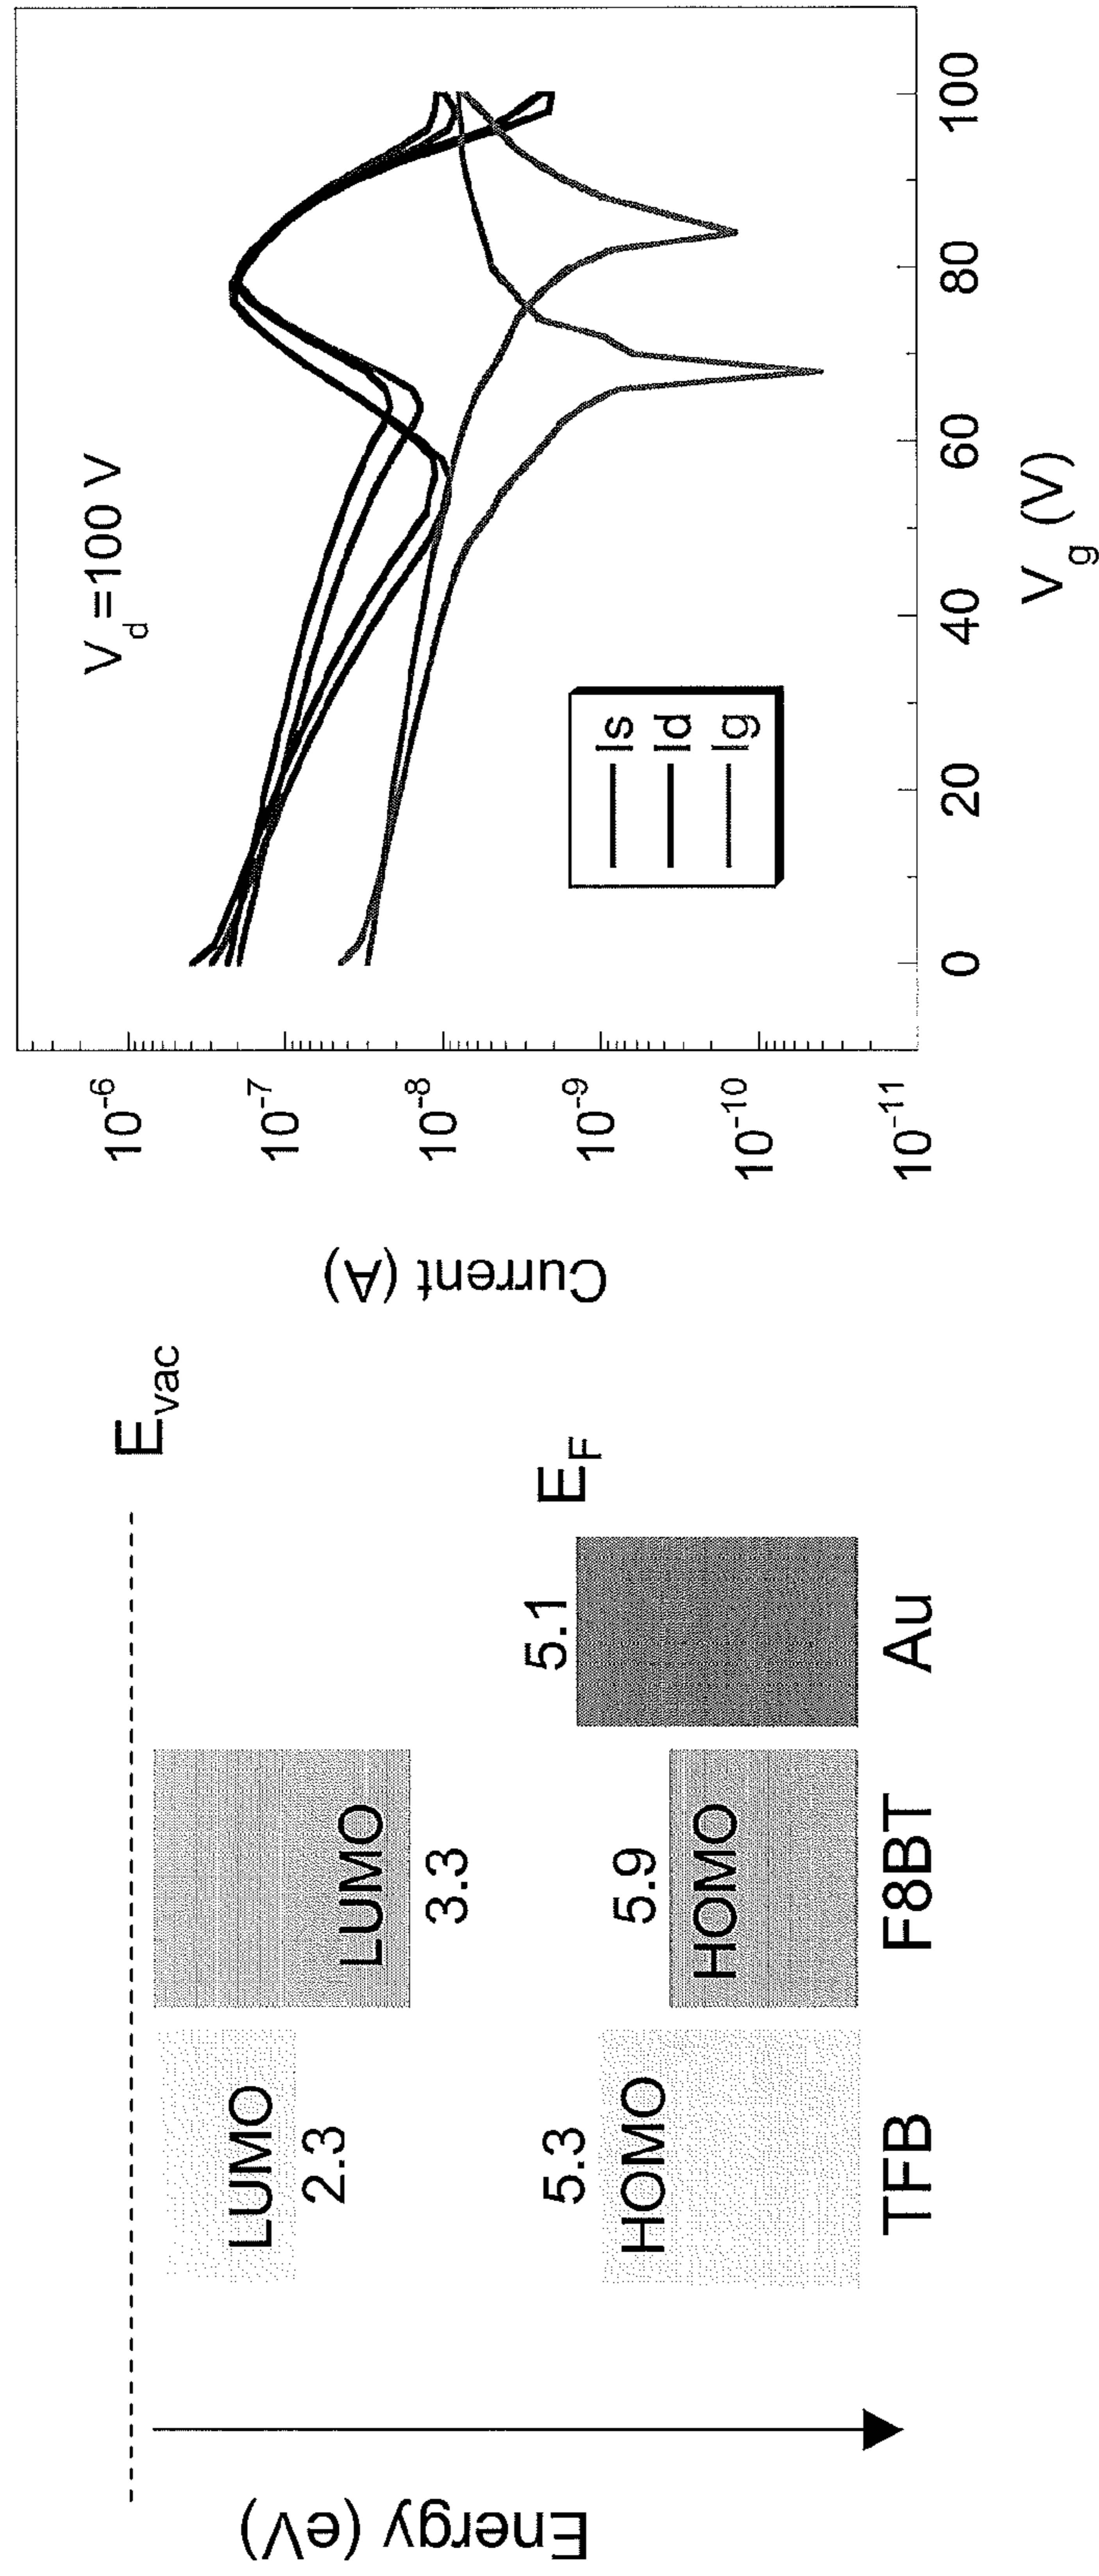 Energy (eV)
E_vac
LUMO
2.3
LUMO
3.3
5.3
HOMO
5.9
HOMO
5.1
E_F
TFB
F8BT
Au
Current (A)
10^-6
10^-7
10^-8
10^-9
10^-10
10^-11
V_d =100 V
Is
Id
Ig
0
20
40
60
80
100
V_g (V)